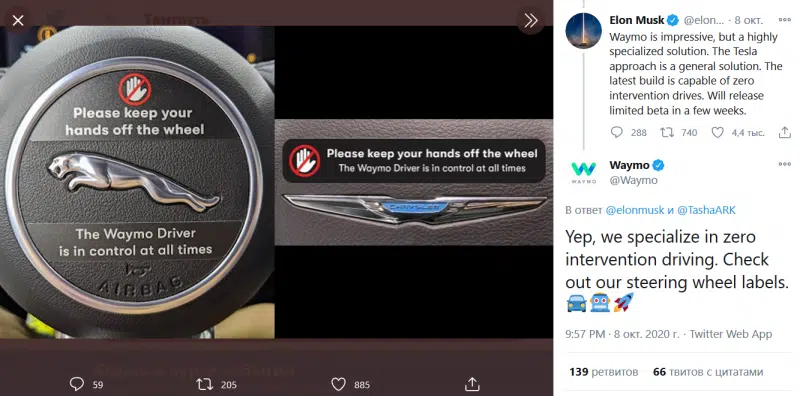 Please keep your
hands off the wheel
The Waymo Driver
is in control at all times
AIRBAG
Please keep your hands off the wheel
The Waymo Driver is in control at all times
CHRYSLER
59
205
885
Elon Musk @elon... · 8 окт.
Waymo is impressive, but a highly
specialized solution. The Tesla
approach is a general solution. The
latest build is capable of zero
intervention drives. Will release
limited beta in a few weeks.
288
740
4,4 тыс.
Waymo
@Waymo
WAYMO
В ответ @elonmusk и @TashaARK
Yep, we specialize in zero
intervention driving. Check
out our steering wheel labels.
🚘🤖🚀
9:57 PM · 8 окт. 2020 г. · Twitter Web App
139 ретвитов 66 твитов с цитатами